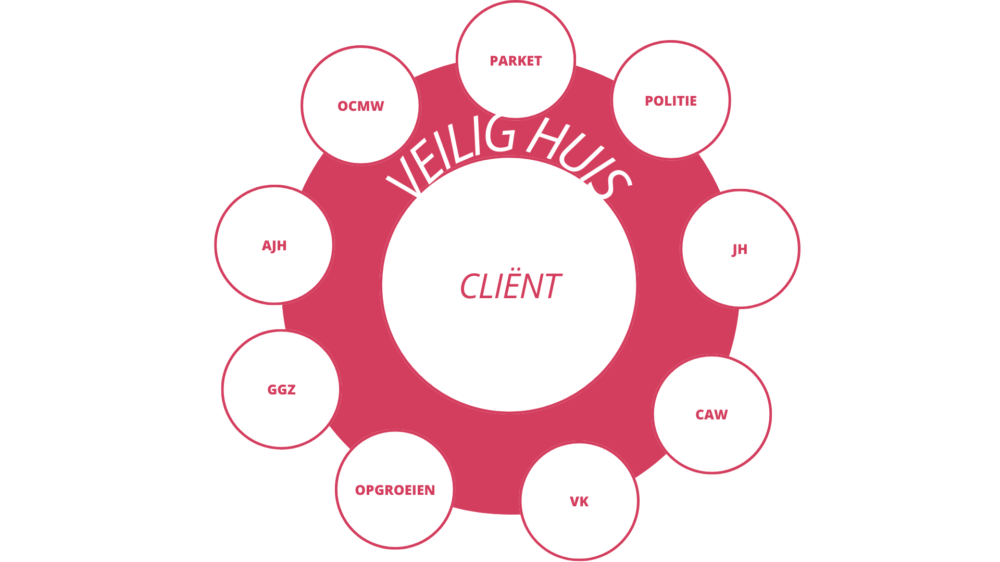 PARKET
POLITIE
OCMW
VEILIG HUIS
AJH
JH
CLIËNT
GGZ
CAW
OPGROEIEN
VK